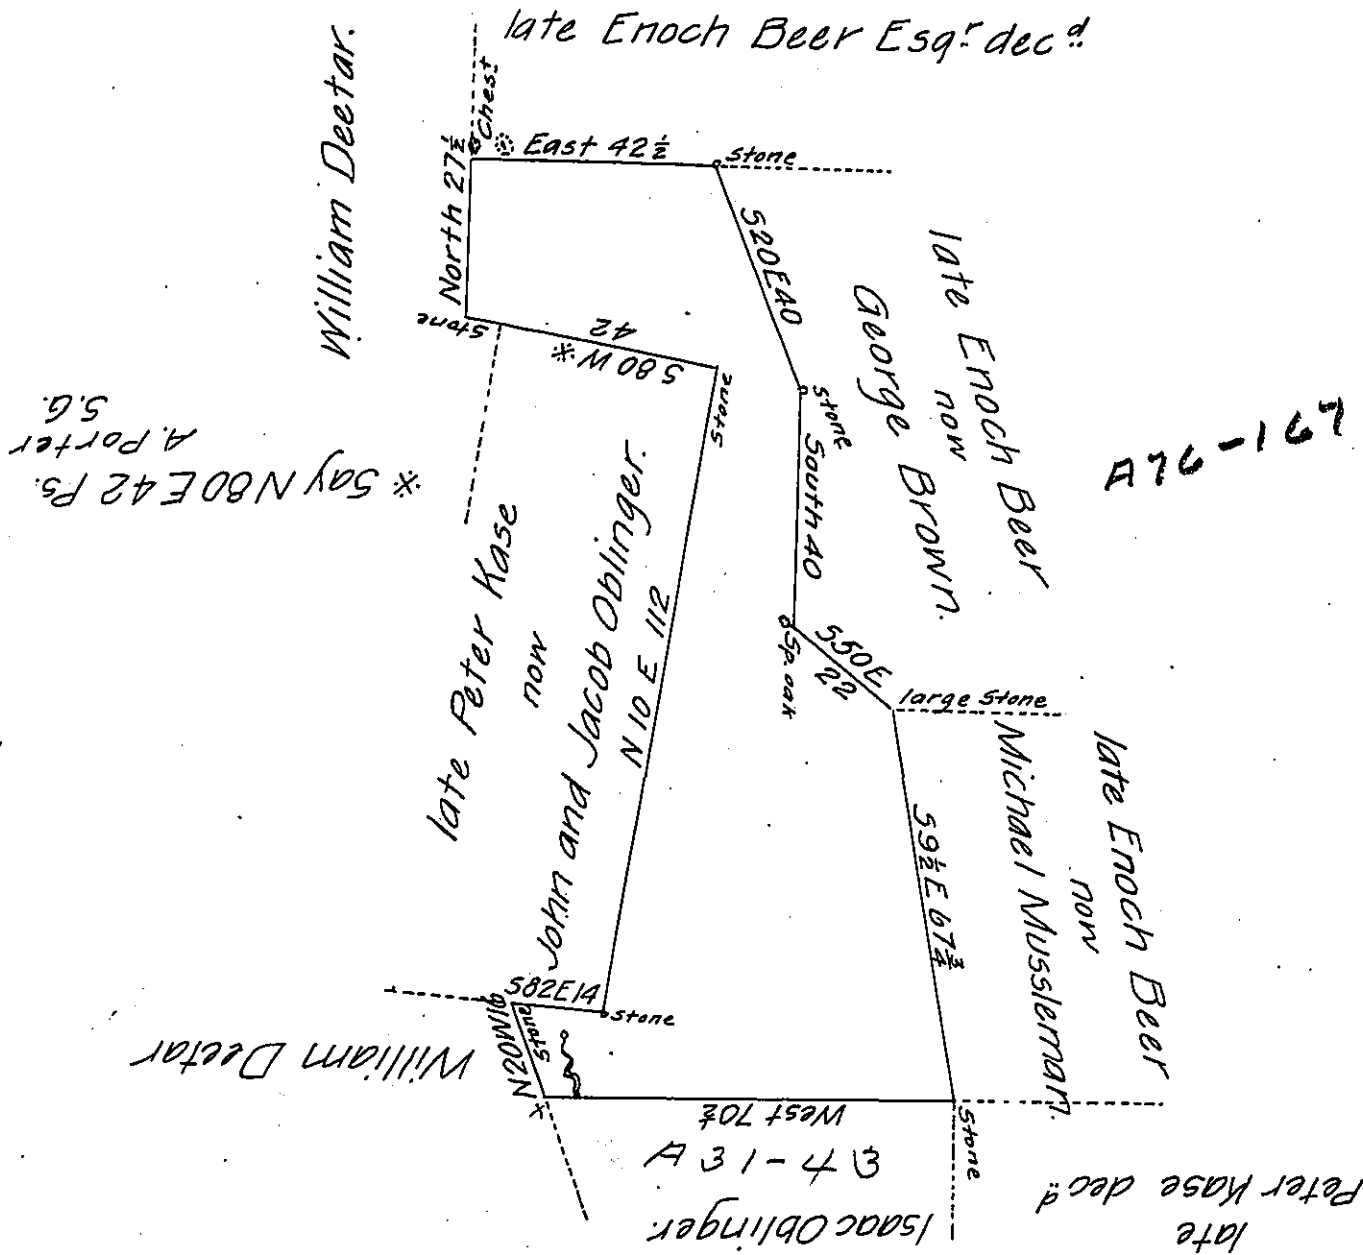 late Enoch Beer Esqr. decd.
William Deetar.
Chest
North 27½
East 42½
Stone
S20E40
Stone
S 80 W ※
42
Stone
※ Say N80E42 Ps.
A. Porter
S.G.
late Enoch Beer
now
George Brown.
Stone
South 40
A76-167
late Peter Kase
now
John and Jacob Oblinger.
N 10 E 112
Sp. oak
S50E
22
large Stone
late Enoch Beer
now
Michael Mussleman.
S9½E 67¾
S82E14
Stone
Stone
N20W16
William Deetar
x
West 70½
Stone
A31-43
Isaac Oblinger.
late
Peter Kase decd.